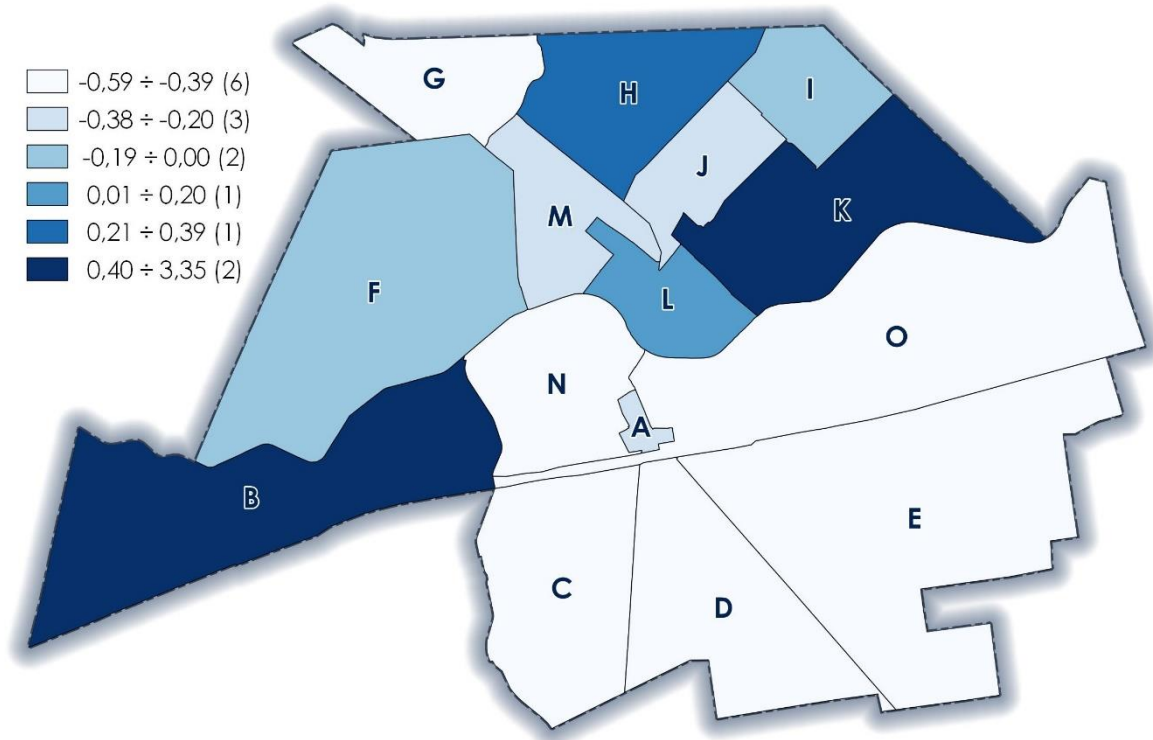 -0,59 ÷ -0,39 (6)
-0,38 ÷ -0,20 (3)
-0,19 ÷ 0,00 (2)
0,01 ÷ 0,20 (1)
0,21 ÷ 0,39 (1)
0,40 ÷ 3,35 (2)
G
H
I
J
K
M
F
L
O
N
A
B
E
C
D